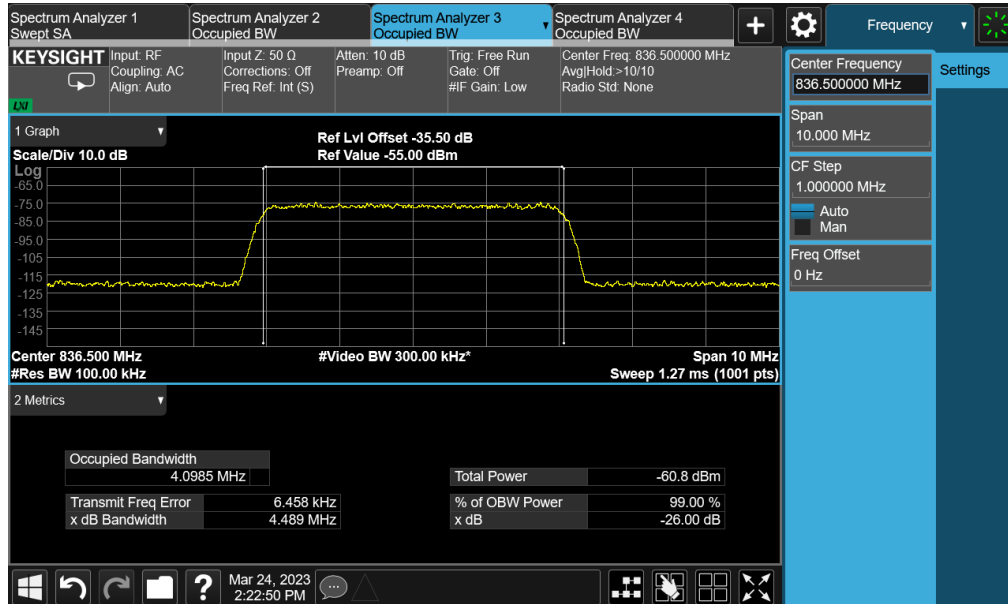 Spectrum Analyzer 1
Swept SA
Spectrum Analyzer 2
Occupied BW
Spectrum Analyzer 3
Occupied BW
Spectrum Analyzer 4
Occupied BW
+
Frequency
KEYSIGHT
LXI
Input: RF
Coupling: AC
Align: Auto
Input Z: 50 Ω
Corrections: Off
Freq Ref: Int (S)
Atten: 10 dB
Preamp: Off
Trig: Free Run
Gate: Off
#IF Gain: Low
Center Freq: 836.500000 MHz
Avg|Hold:>10/10
Radio Std: None
Center Frequency
836.500000 MHz
Settings
Span
10.000 MHz
CF Step
1.000000 MHz
Auto
Man
Freq Offset
0 Hz
1 Graph
Scale/Div 10.0 dB
Ref Lvl Offset -35.50 dB
Ref Value -55.00 dBm
Log
-65.0
-75.0
-85.0
-95.0
-105
-115
-125
-135
-145
Center 836.500 MHz
#Res BW 100.00 kHz
#Video BW 300.00 kHz*
Span 10 MHz
Sweep 1.27 ms (1001 pts)
2 Metrics
Occupied Bandwidth
4.0985 MHz
Total Power -60.8 dBm
Transmit Freq Error 6.458 kHz
% of OBW Power 99.00 %
x dB Bandwidth 4.489 MHz
x dB -26.00 dB
?
Mar 24, 2023
2:22:50 PM